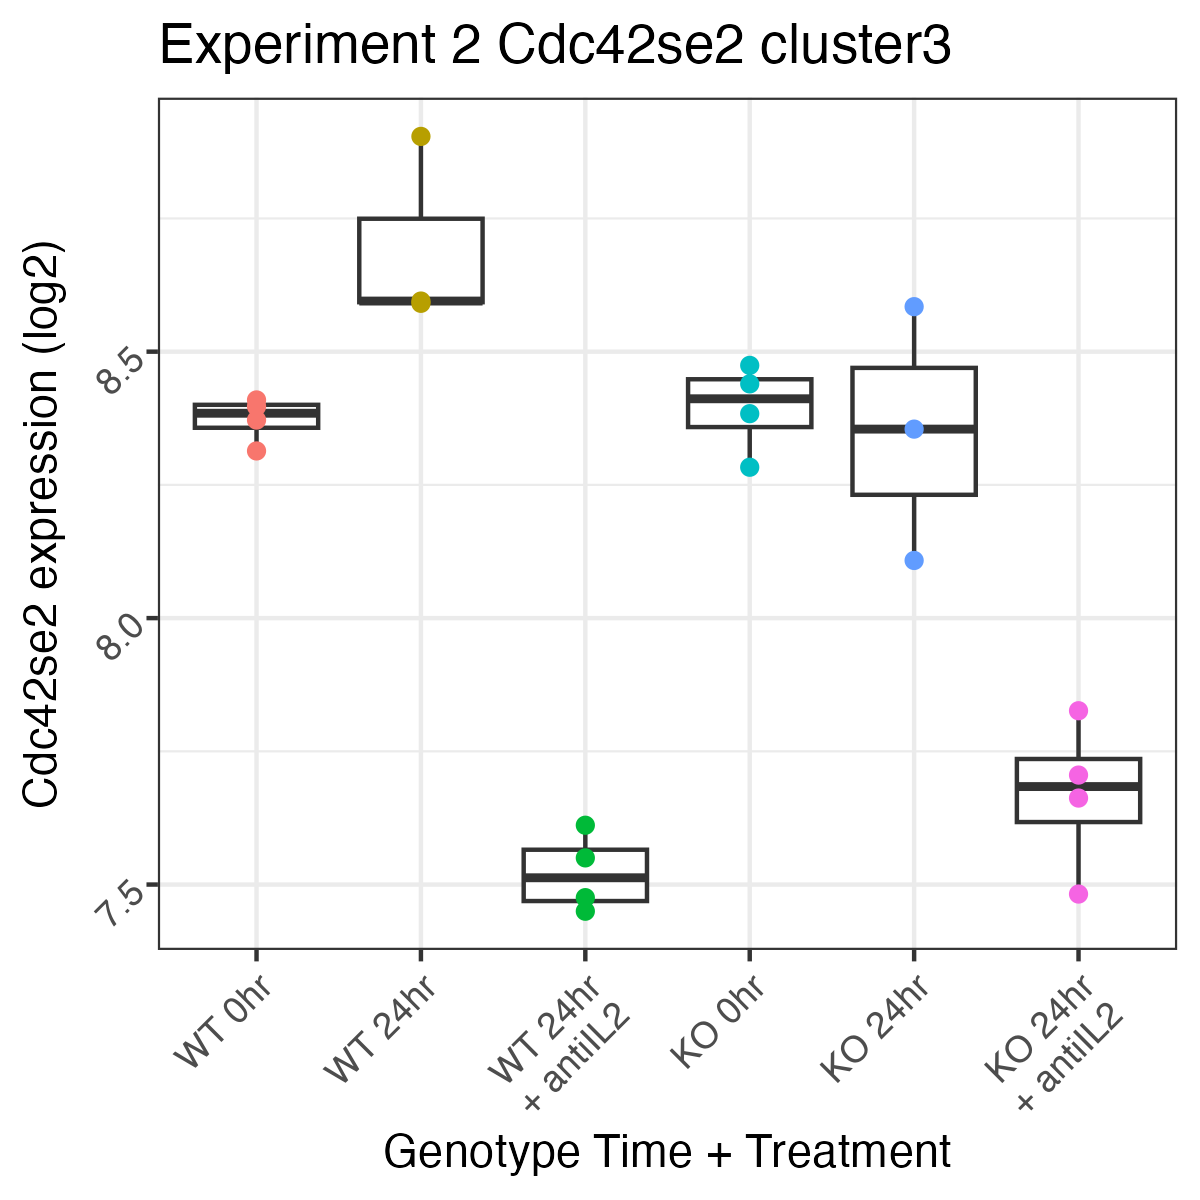 Experiment 2 Cdc42se2 cluster3
Cdc42se2 expression (log2)
8.5
8.0
7.5
WT 0hr
WT 24hr
WT 24hr
+ antiIL2
KO 0hr
KO 24hr
KO 24hr
+ antiIL2
Genotype Time + Treatment